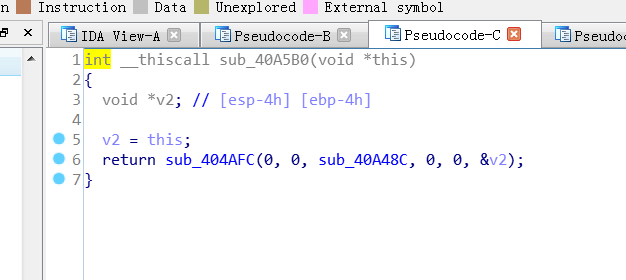 Instruction Data Unexplored External symbol
IDA View-A Pseudocode-B Pseudocode-C
1 int __thiscall sub_40A5B0(void *this)
2 {
3 void *v2; // [esp-4h] [ebp-4h]
4
5 v2 = this;
6 return sub_404AFC(0, 0, sub_40A48C, 0, 0, &v2);
7 }